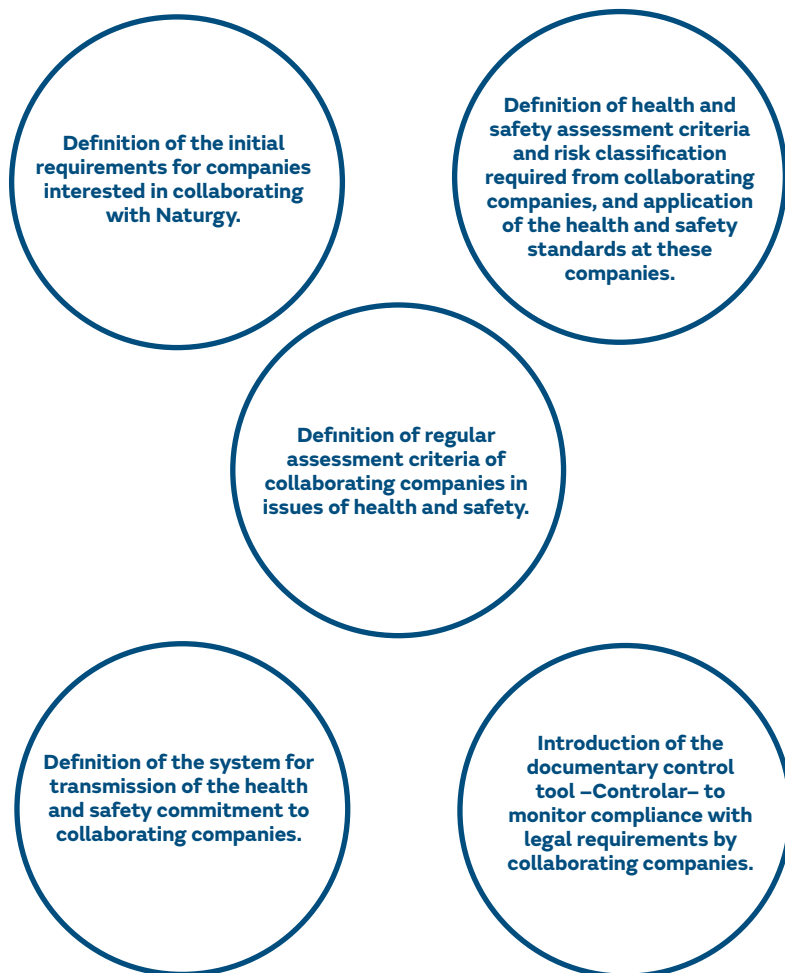 Definition of the initial
requirements for companies
interested in collaborating
with Naturgy.
Definition of health and
safety assessment criteria
and risk classification
required from collaborating
companies, and application
of the health and safety
standards at these
companies.
Definition of regular
assessment criteria of
collaborating companies in
issues of health and safety.
Definition of the system for
transmission of the health
and safety commitment to
collaborating companies.
Introduction of the
documentary control
tool –Controlar– to
monitor compliance with
legal requirements by
collaborating companies.